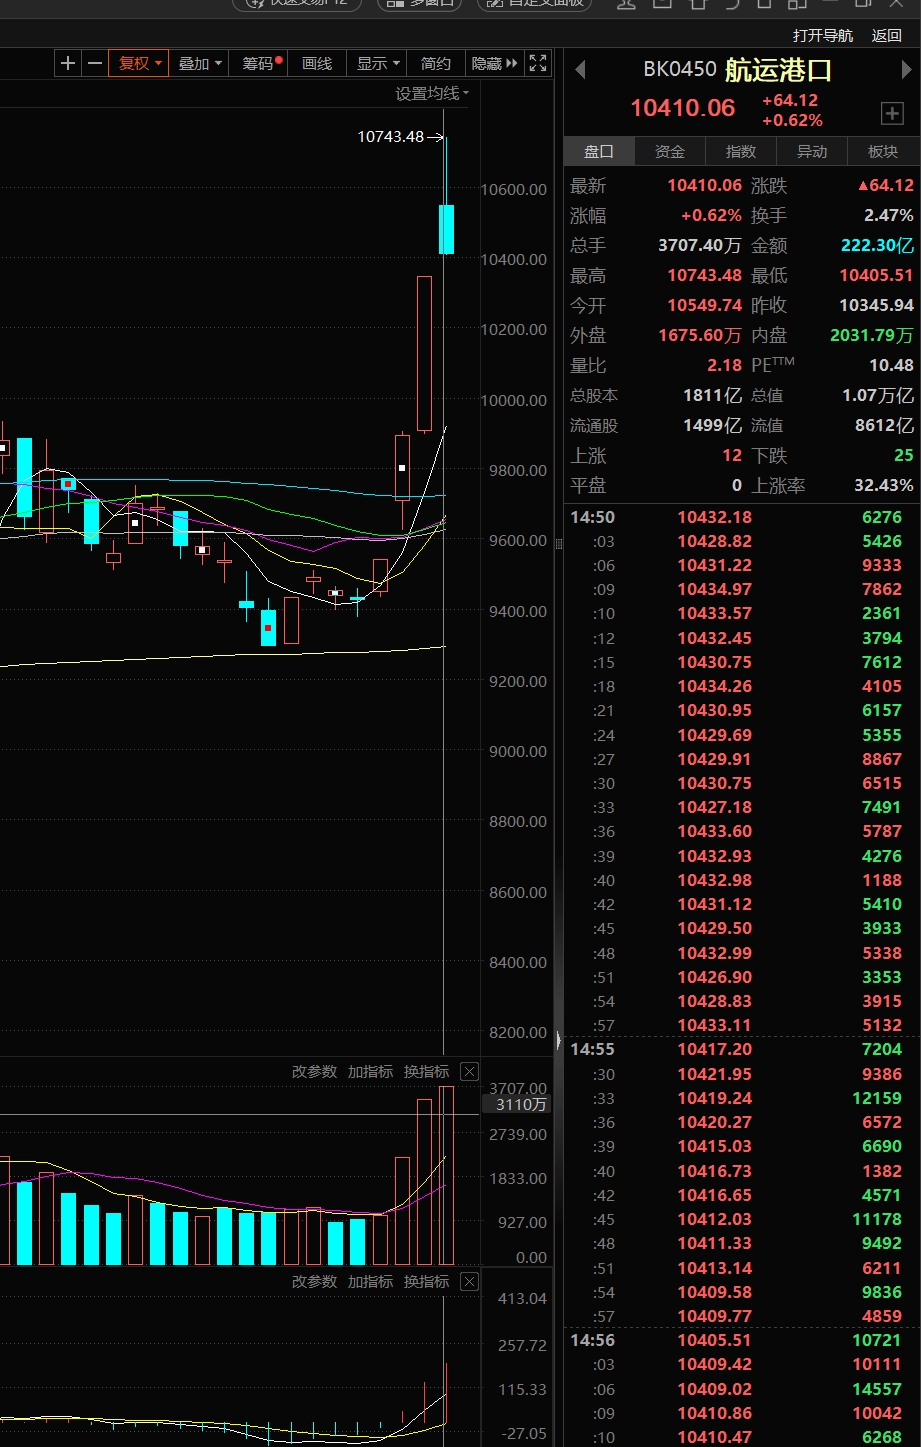 快速交易F12 多窗口 自定义面板
打开导航 返回
复权 叠加 筹码 画线 显示 简约 隐藏
设置均线
10743.48
10600.00
10400.00
10200.00
10000.00
9800.00
9600.00
9400.00
9200.00
9000.00
8800.00
8600.00
8400.00
8200.00
改参数 加指标 换指标
3707.00
3110万
2739.00
1833.00
927.00
0.00
改参数 加指标 换指标
413.04
257.72
115.33
-27.05
BK0450 航运港口
10410.06 +64.12
+0.62%
盘口 资金 指数 异动 板块
最新 10410.06 涨跌 ▲64.12
涨幅 +0.62% 换手 2.47%
总手 3707.40万 金额 222.30亿
最高 10743.48 最低 10405.51
今开 10549.74 昨收 10345.94
外盘 1675.60万 内盘 2031.79万
量比 2.18 PE™ 10.48
总股本 1811亿 总值 1.07万亿
流通股 1499亿 流值 8612亿
上涨 12 下跌 25
平盘 0 上涨率 32.43%
14:50 10432.18 6276
:03 10428.82 5426
:06 10431.22 9333
:09 10434.97 7862
:10 10433.57 2361
:12 10432.45 3794
:15 10430.75 7612
:18 10434.26 4105
:21 10430.95 6157
:24 10429.69 5355
:27 10429.91 8867
:30 10430.75 6515
:33 10427.18 7491
:36 10433.60 5787
:39 10432.93 4276
:40 10432.98 1188
:42 10431.12 5410
:45 10429.50 3933
:48 10432.99 5338
:51 10426.90 3353
:54 10428.83 3915
:57 10433.11 5132
14:55 10417.20 7204
:30 10421.95 9386
:33 10419.24 12159
:36 10420.27 6572
:39 10415.03 6690
:40 10416.73 1382
:42 10416.65 4571
:45 10412.03 11178
:48 10411.33 9492
:51 10413.14 6211
:54 10409.58 9836
:57 10409.77 4859
14:56 10405.51 10721
:03 10409.42 10111
:06 10409.02 14557
:09 10410.86 10042
:10 10410.47 6268